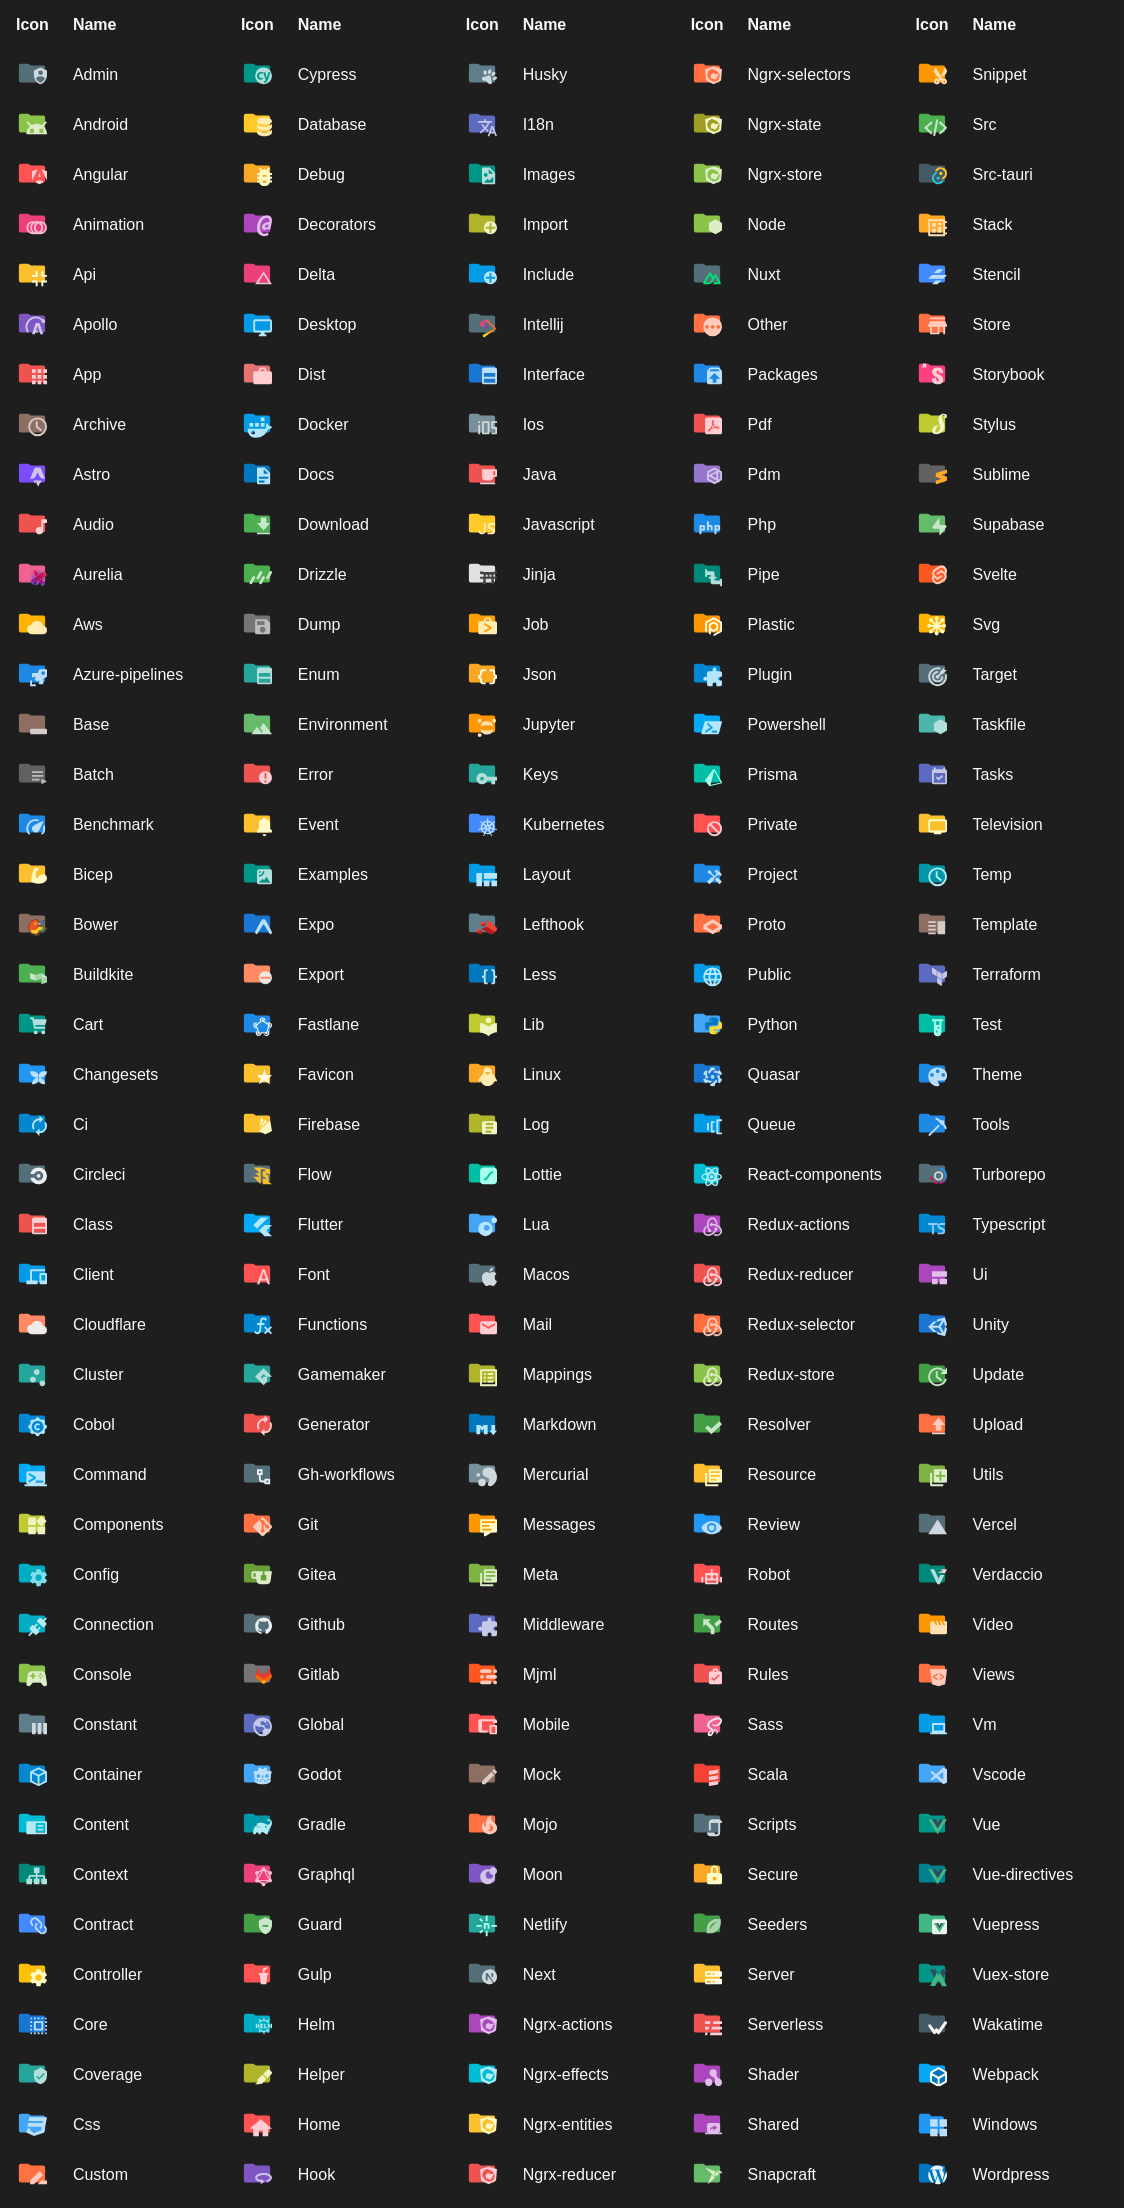 Icon Name Icon Name Icon Name Icon Name Icon Name
Admin Cypress Husky Ngrx-selectors Snippet
Android Database I18n Ngrx-state Src
Angular Debug Images Ngrx-store Src-tauri
Animation Decorators Import Node Stack
Api Delta Include Nuxt Stencil
Apollo Desktop Intellij Other Store
App Dist Interface Packages Storybook
Archive Docker Ios Pdf Stylus
Astro Docs Java Pdm Sublime
Audio Download Javascript Php Supabase
Aurelia Drizzle Jinja Pipe Svelte
Aws Dump Job Plastic Svg
Azure-pipelines Enum Json Plugin Target
Base Environment Jupyter Powershell Taskfile
Batch Error Keys Prisma Tasks
Benchmark Event Kubernetes Private Television
Bicep Examples Layout Project Temp
Bower Expo Lefthook Proto Template
Buildkite Export Less Public Terraform
Cart Fastlane Lib Python Test
Changesets Favicon Linux Quasar Theme
Ci Firebase Log Queue Tools
Circleci Flow Lottie React-components Turborepo
Class Flutter Lua Redux-actions Typescript
Client Font Macos Redux-reducer Ui
Cloudflare Functions Mail Redux-selector Unity
Cluster Gamemaker Mappings Redux-store Update
Cobol Generator Markdown Resolver Upload
Command Gh-workflows Mercurial Resource Utils
Components Git Messages Review Vercel
Config Gitea Meta Robot Verdaccio
Connection Github Middleware Routes Video
Console Gitlab Mjml Rules Views
Constant Global Mobile Sass Vm
Container Godot Mock Scala Vscode
Content Gradle Mojo Scripts Vue
Context Graphql Moon Secure Vue-directives
Contract Guard Netlify Seeders Vuepress
Controller Gulp Next Server Vuex-store
Core Helm Ngrx-actions Serverless Wakatime
Coverage Helper Ngrx-effects Shader Webpack
Css Home Ngrx-entities Shared Windows
Custom Hook Ngrx-reducer Snapcraft Wordpress